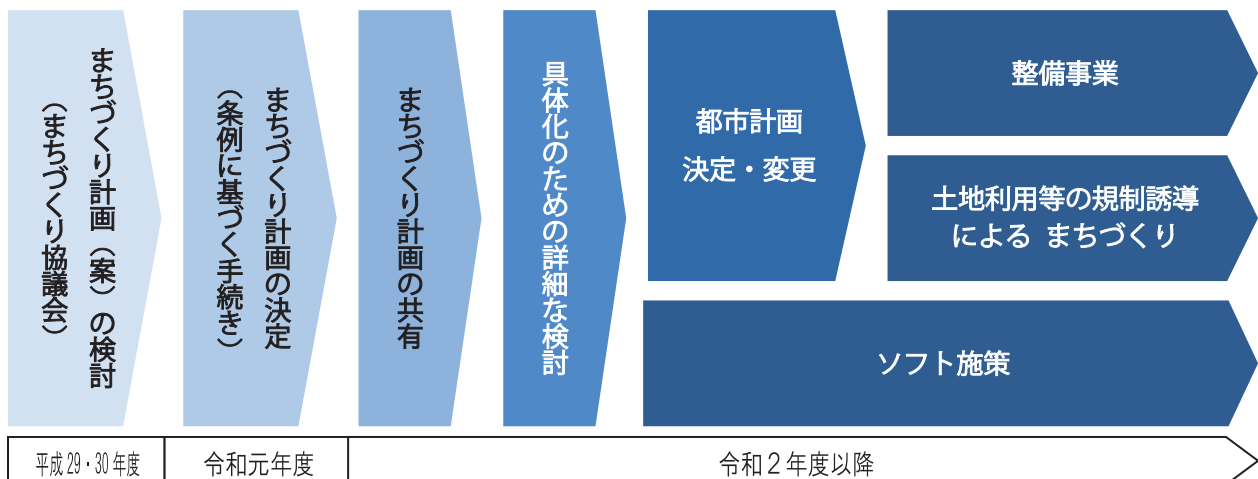 まちづくり計画（案）の検討
（まちづくり協議会）
まちづくり計画の決定
（条例に基づく手続き）
まちづくり計画の共有
具体化のための詳細な検討
都市計画
決定・変更
整備事業
土地利用等の規制誘導
による まちづくり
ソフト施策
平成29・30年度
令和元年度
令和２年度以降